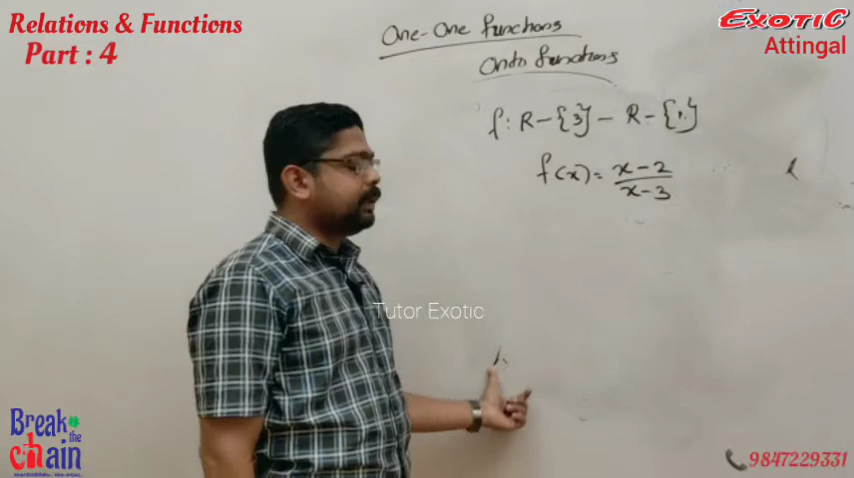 Relations & Functions
Part : 4
EXOTIC
Attingal
One-One functions
Onto functions
f: R - {3} - R - {1}
f(x) = x-2
x-3
Tutor Exotic
Break
the
chain
9847229331